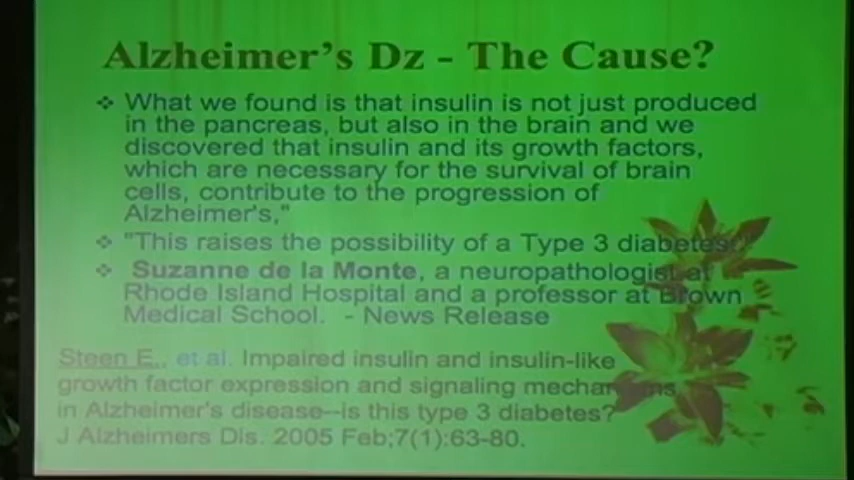 Alzheimer's Dz - The Cause?
❖ What we found is that insulin is not just produced
in the pancreas, but also in the brain and we
discovered that insulin and its growth factors,
which are necessary for the survival of brain
cells, contribute to the progression of
Alzheimer's,"
❖ "This raises the possibility of a Type 3 diabetes."
❖ Suzanne de la Monte, a neuropathologist at
Rhode Island Hospital and a professor at Brown
Medical School. - News Release
Steen E., et al. Impaired insulin and insulin-like
growth factor expression and signaling mechanisms
in Alzheimer's disease--is this type 3 diabetes?
J Alzheimers Dis. 2005 Feb;7(1):63-80.